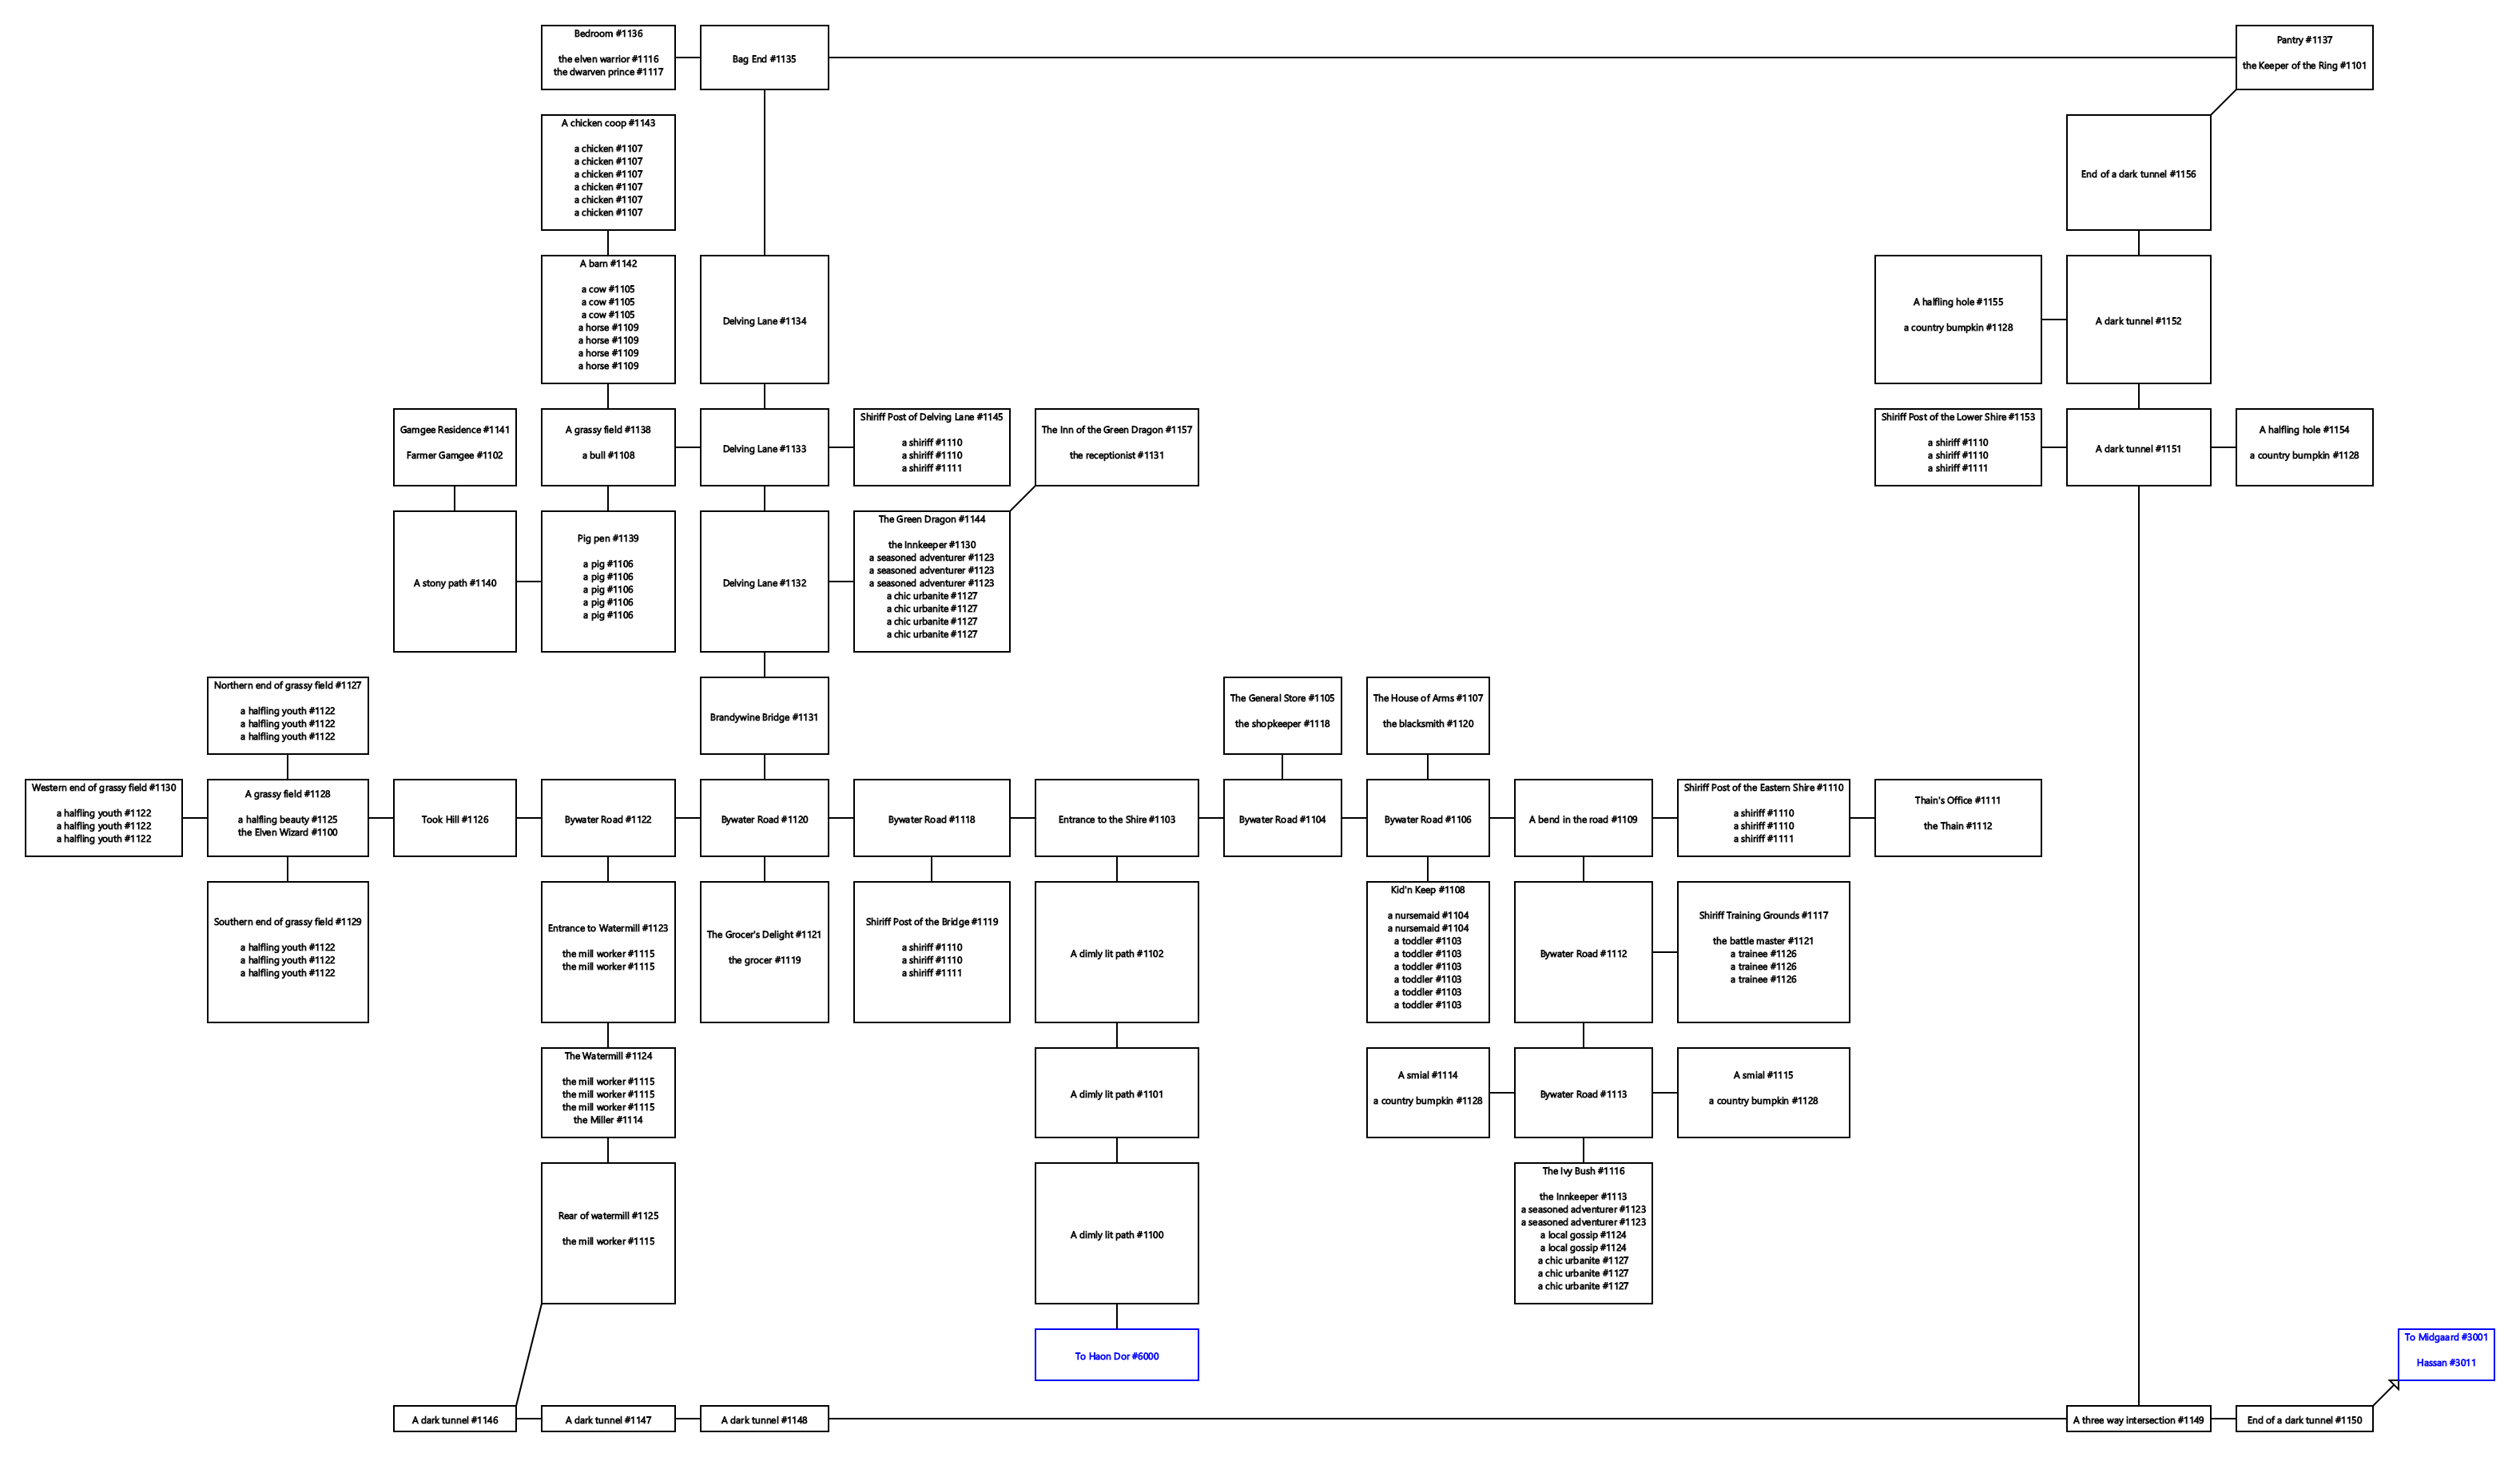 Bedroom #1136
the elven warrior #1116
the dwarven prince #1117
Bag End #1135
Pantry #1137
the Keeper of the Ring #1101
A chicken coop #1143
a chicken #1107
a chicken #1107
a chicken #1107
a chicken #1107
a chicken #1107
a chicken #1107
End of a dark tunnel #1156
A barn #1142
a cow #1105
a cow #1105
a cow #1105
a horse #1109
a horse #1109
a horse #1109
a horse #1109
Delving Lane #1134
A halfling hole #1155
a country bumpkin #1128
A dark tunnel #1152
Gamgee Residence #1141
Farmer Gamgee #1102
A grassy field #1138
a bull #1108
Delving Lane #1133
Shiriff Post of Delving Lane #1145
a shiriff #1110
a shiriff #1110
a shiriff #1111
The Inn of the Green Dragon #1157
the receptionist #1131
Shiriff Post of the Lower Shire #1153
a shiriff #1110
a shiriff #1110
a shiriff #1111
A dark tunnel #1151
A halfling hole #1154
a country bumpkin #1128
A stony path #1140
Pig pen #1139
a pig #1106
a pig #1106
a pig #1106
a pig #1106
a pig #1106
Delving Lane #1132
The Green Dragon #1144
the Innkeeper #1130
a seasoned adventurer #1123
a seasoned adventurer #1123
a seasoned adventurer #1123
a chic urbanite #1127
a chic urbanite #1127
a chic urbanite #1127
a chic urbanite #1127
Northern end of grassy field #1127
a halfling youth #1122
a halfling youth #1122
a halfling youth #1122
Brandywine Bridge #1131
The General Store #1105
the shopkeeper #1118
The House of Arms #1107
the blacksmith #1120
Western end of grassy field #1130
a halfling youth #1122
a halfling youth #1122
a halfling youth #1122
A grassy field #1128
a halfling beauty #1125
the Elven Wizard #1100
Took Hill #1126
Bywater Road #1122
Bywater Road #1120
Bywater Road #1118
Entrance to the Shire #1103
Bywater Road #1104
Bywater Road #1106
A bend in the road #1109
Shiriff Post of the Eastern Shire #1110
a shiriff #1110
a shiriff #1110
a shiriff #1111
Thain's Office #1111
the Thain #1112
Southern end of grassy field #1129
a halfling youth #1122
a halfling youth #1122
a halfling youth #1122
Entrance to Watermill #1123
the mill worker #1115
the mill worker #1115
The Grocer's Delight #1121
the grocer #1119
Shiriff Post of the Bridge #1119
a shiriff #1110
a shiriff #1110
a shiriff #1111
A dimly lit path #1102
Kid'n Keep #1108
a nursemaid #1104
a nursemaid #1104
a toddler #1103
a toddler #1103
a toddler #1103
a toddler #1103
a toddler #1103
a toddler #1103
Bywater Road #1112
Shiriff Training Grounds #1117
the battle master #1121
a trainee #1126
a trainee #1126
a trainee #1126
The Watermill #1124
the mill worker #1115
the mill worker #1115
the mill worker #1115
the Miller #1114
A dimly lit path #1101
A smial #1114
a country bumpkin #1128
Bywater Road #1113
A smial #1115
a country bumpkin #1128
Rear of watermill #1125
the mill worker #1115
A dimly lit path #1100
The Ivy Bush #1116
the Innkeeper #1113
a seasoned adventurer #1123
a seasoned adventurer #1123
a local gossip #1124
a local gossip #1124
a chic urbanite #1127
a chic urbanite #1127
a chic urbanite #1127
To Haon Dor #6000
To Midgaard #3001
Hassan #3011
A dark tunnel #1146
A dark tunnel #1147
A dark tunnel #1148
A three way intersection #1149
End of a dark tunnel #1150